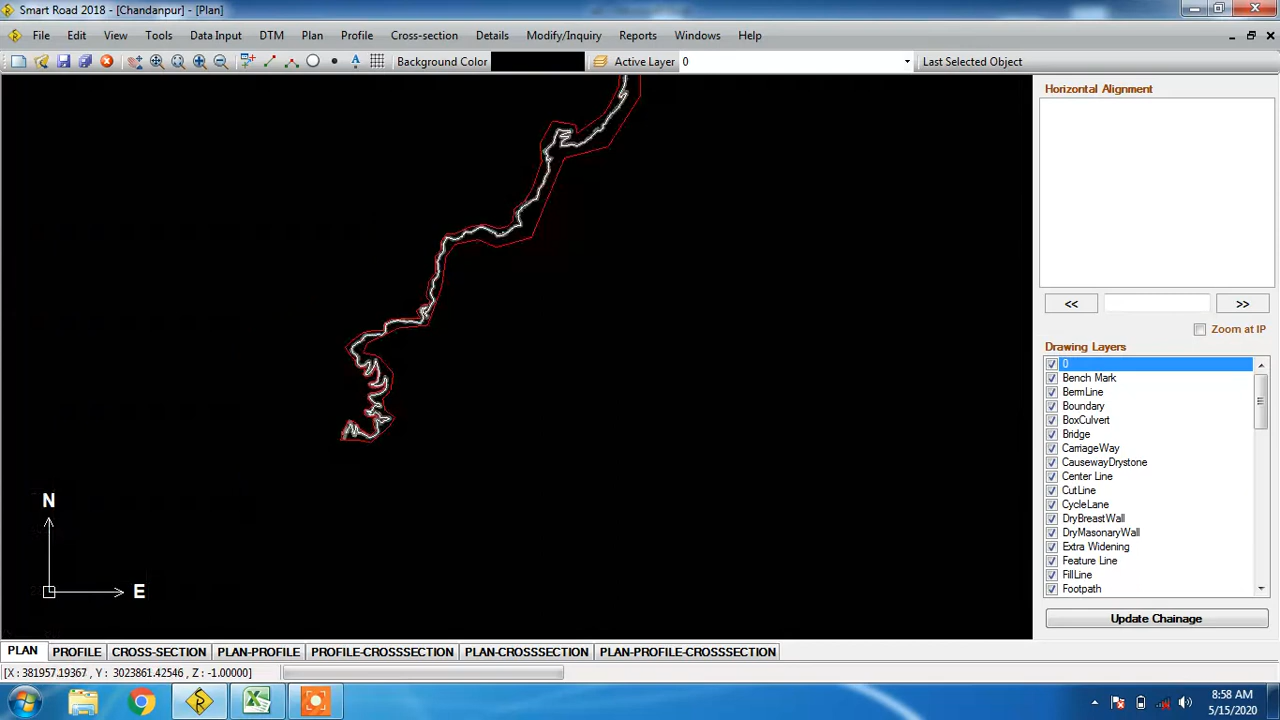 Smart Road 2018 - [Chandanpur] - [Plan]
File Edit View Tools Data Input DTM Plan Profile Cross-section Details Modify/Inquiry Reports Windows Help
A Background Color Active Layer 0 Last Selected Object
Horizontal Alignment
<< >>
Zoom at IP
Drawing Layers
0
Bench Mark
BermLine
Boundary
BoxCulvert
Bridge
CarriageWay
CausewayDrystone
Center Line
CutLine
CycleLane
DryBreastWall
DryMasonaryWall
Extra Widening
Feature Line
FillLine
Footpath
Update Chainage
N
E
PLAN PROFILE CROSS-SECTION PLAN-PROFILE PROFILE-CROSSSECTION PLAN-CROSSSECTION PLAN-PROFILE-CROSSSECTION
[X : 381957.19367 , Y : 3023861.42546 , Z : -1.00000]
8:58 AM
5/15/2020